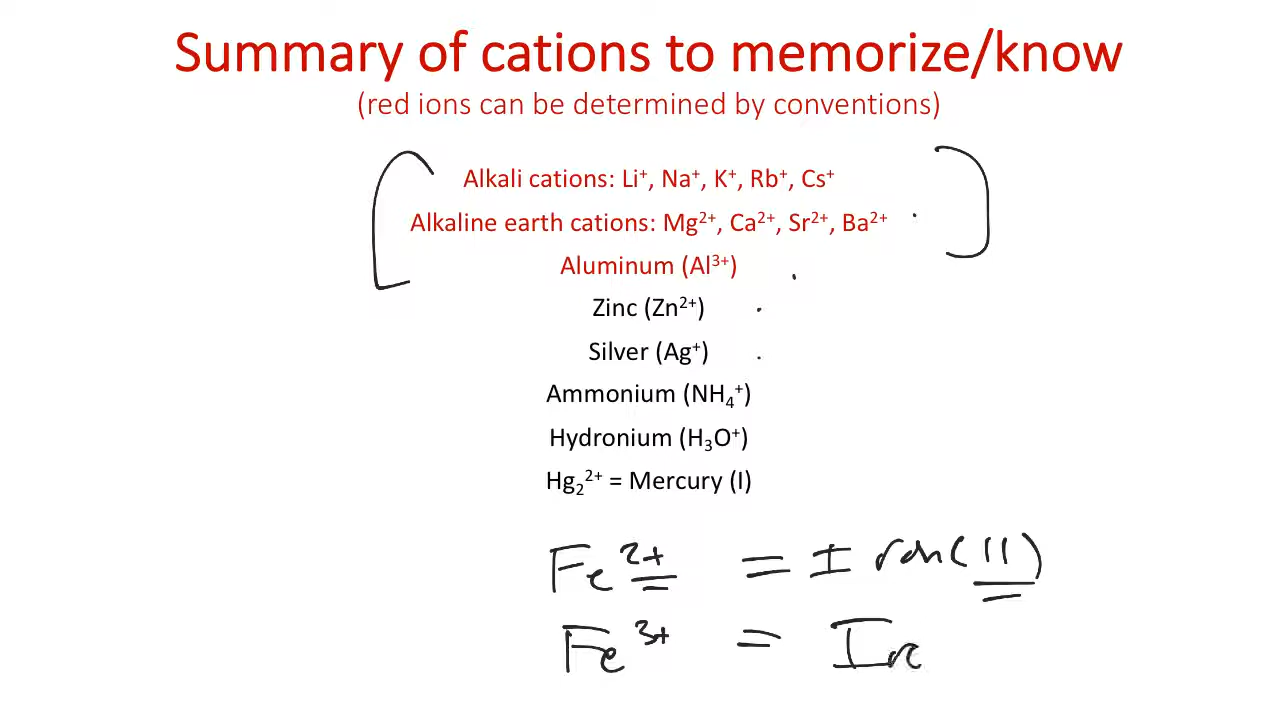 Summary of cations to memorize/know
(red ions can be determined by conventions)
Alkali cations: Li⁺, Na⁺, K⁺, Rb⁺, Cs⁺
Alkaline earth cations: Mg²⁺, Ca²⁺, Sr²⁺, Ba²⁺
Aluminum (Al³⁺)
Zinc (Zn²⁺)
Silver (Ag⁺)
Ammonium (NH₄⁺)
Hydronium (H₃O⁺)
Hg₂²⁺ = Mercury (I)
Fe²⁺ = Iron(II)
Fe³⁺ = Iro